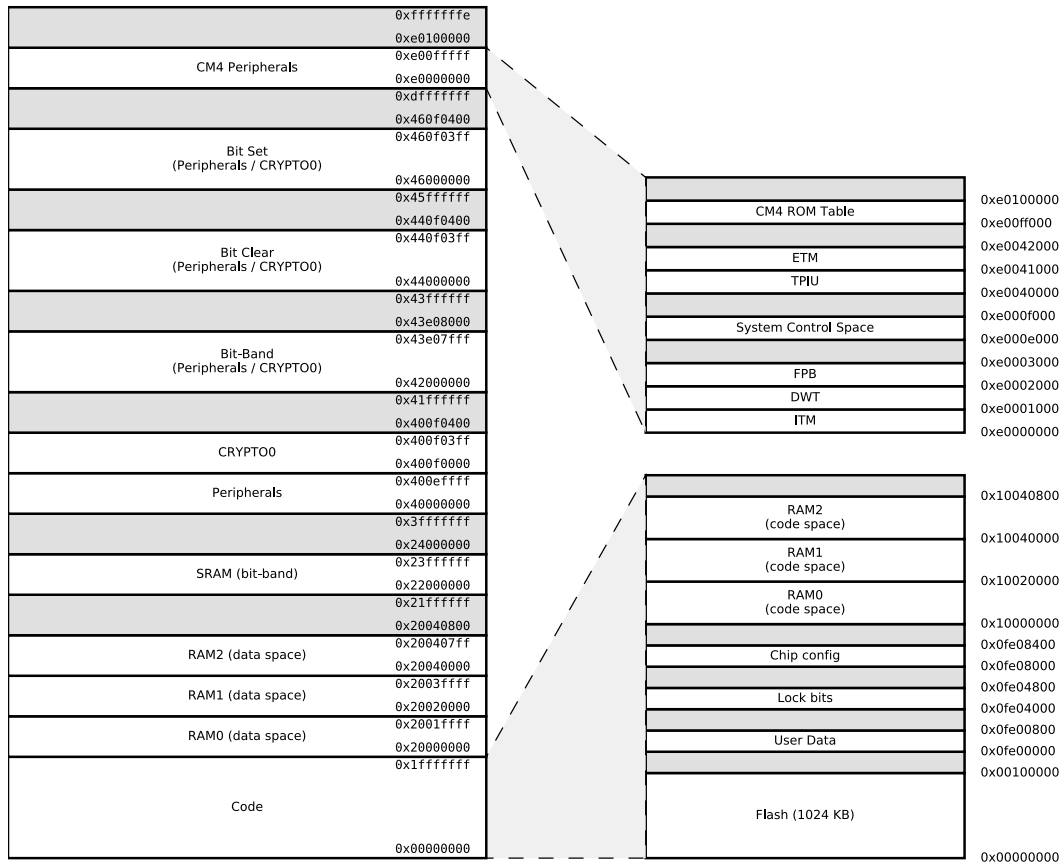 0xfffffffe
0xe0100000
0xe00fffff
CM4 Peripherals
0xe0000000
0xdfffffff
0x460f0400
0x460f03ff
Bit Set
(Peripherals / CRYPTO0)
0x46000000
0x45ffffff
0x440f0400
0x440f03ff
Bit Clear
(Peripherals / CRYPTO0)
0x44000000
0x43ffffff
0x43e08000
0x43e07fff
Bit-Band
(Peripherals / CRYPTO0)
0x42000000
0x41ffffff
0x400f0400
0x400f03ff
CRYPTO0
0x400f0000
0x400effff
Peripherals
0x40000000
0x3fffffff
0x24000000
0x23ffffff
SRAM (bit-band)
0x22000000
0x21ffffff
0x20040800
0x200407ff
RAM2 (data space)
0x20040000
0x2003ffff
RAM1 (data space)
0x20020000
0x2001ffff
RAM0 (data space)
0x20000000
0x1fffffff
Code
0x00000000
0xe0100000
CM4 ROM Table
0xe00ff000
0xe0042000
ETM
0xe0041000
TPIU
0xe0040000
0xe000f000
System Control Space
0xe000e000
0xe0003000
FPB
0xe0002000
DWT
0xe0001000
ITM
0xe0000000
0x10040800
RAM2
(code space)
0x10040000
RAM1
(code space)
0x10020000
RAM0
(code space)
0x10000000
0x0fe08400
Chip config
0x0fe08000
0x0fe04800
Lock bits
0x0fe04000
0x0fe00800
User Data
0x0fe00000
0x00100000
Flash (1024 KB)
0x00000000